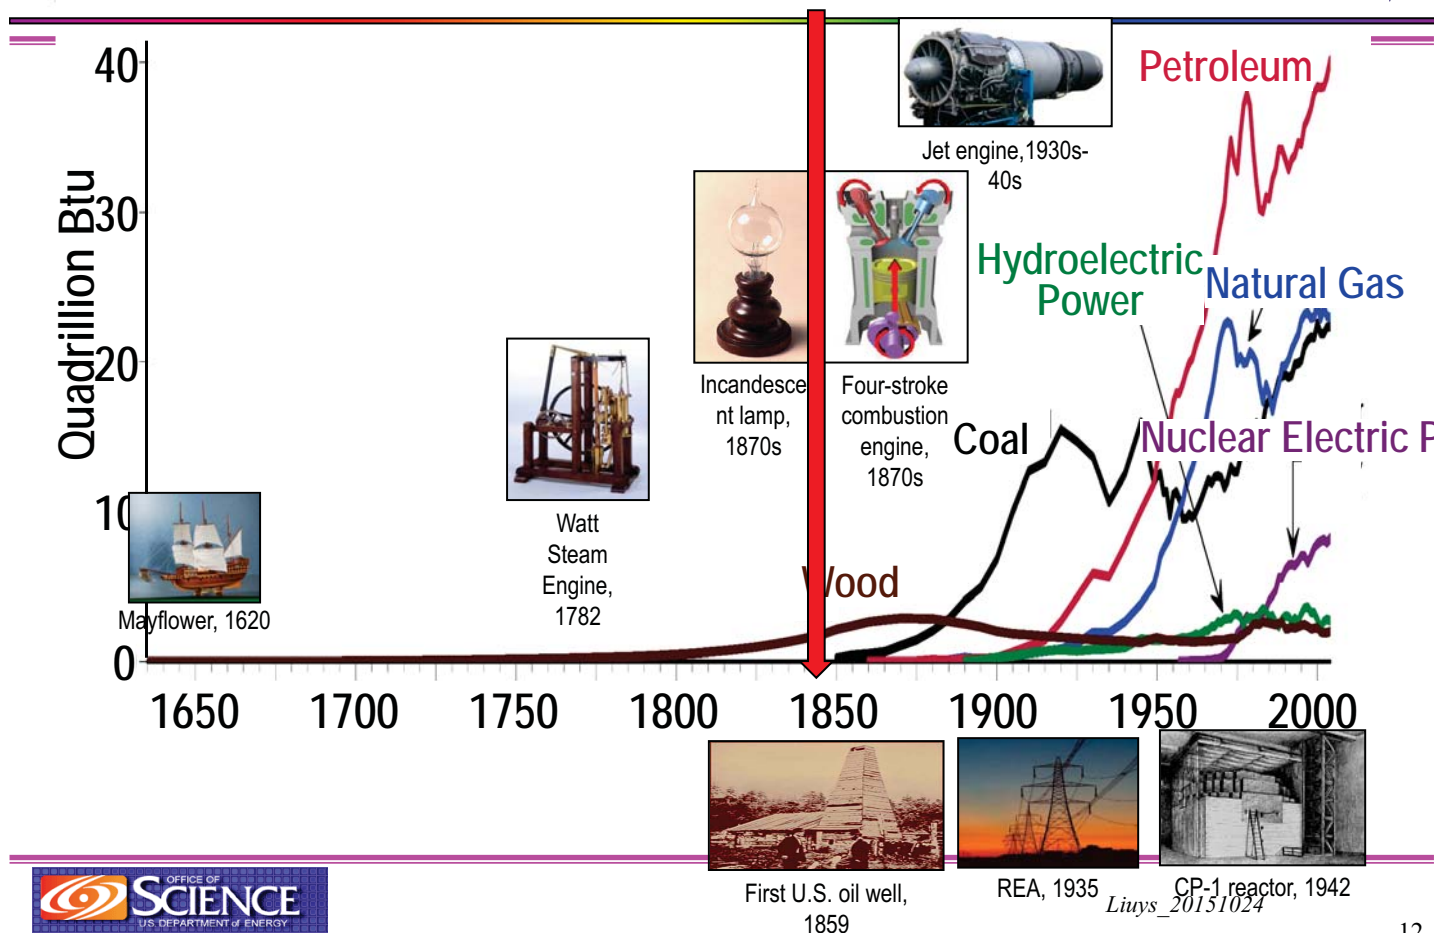 40
Petroleum
Jet engine,1930s-
40s
30
Quadrillion Btu
Hydroelectric
Power
Natural Gas
20
Incandesce
nt lamp,
1870s
Four-stroke
combustion
engine,
1870s
Coal
Nuclear Electric P
10
Watt
Steam
Engine,
1782
Wood
Mayflower, 1620
0
1650 1700 1750 1800 1850 1900 1950 2000
First U.S. oil well,
1859
REA, 1935
CP-1 reactor, 1942
Liuys_20151024
OFFICE OF
SCIENCE
U.S. DEPARTMENT of ENERGY
12